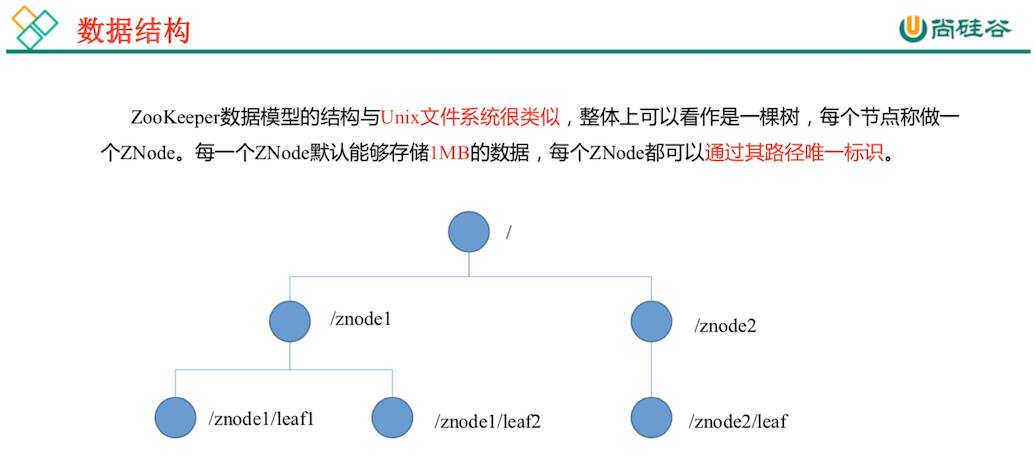 数据结构
尚硅谷
ZooKeeper数据模型的结构与Unix文件系统很类似，整体上可以看作是一棵树，每个节点称做一
个ZNode。每一个ZNode默认能够存储1MB的数据，每个ZNode都可以通过其路径唯一标识。
/
/znode1
/znode2
/znode1/leaf1
/znode1/leaf2
/znode2/leaf